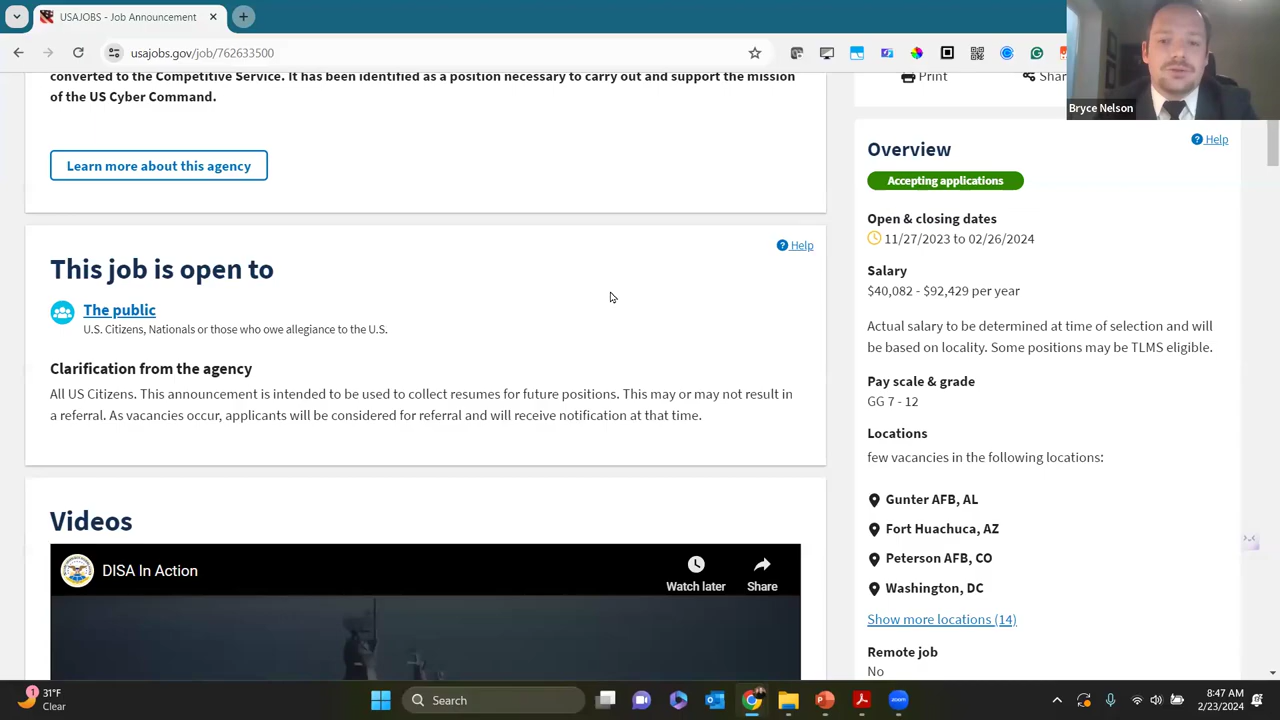 USAJOBS - Job Announcement
usajobs.gov/job/762633500
converted to the Competitive Service. It has been identified as a position necessary to carry out and support the mission
of the US Cyber Command.
Learn more about this agency
Help
This job is open to
The public
U.S. Citizens, Nationals or those who owe allegiance to the U.S.
Clarification from the agency
All US Citizens. This announcement is intended to be used to collect resumes for future positions. This may or may not result in
a referral. As vacancies occur, applicants will be considered for referral and will receive notification at that time.
Videos
DISA In Action
Watch later
Share
Print
Shar
Bryce Nelson
Help
Overview
Accepting applications
Open & closing dates
11/27/2023 to 02/26/2024
Salary
$40,082 - $92,429 per year
Actual salary to be determined at time of selection and will
be based on locality. Some positions may be TLMS eligible.
Pay scale & grade
GG 7 - 12
Locations
few vacancies in the following locations:
Gunter AFB, AL
Fort Huachuca, AZ
Peterson AFB, CO
Washington, DC
Show more locations (14)
Remote job
No
1
31°F
Clear
Search
zoom
8:47 AM
2/23/2024